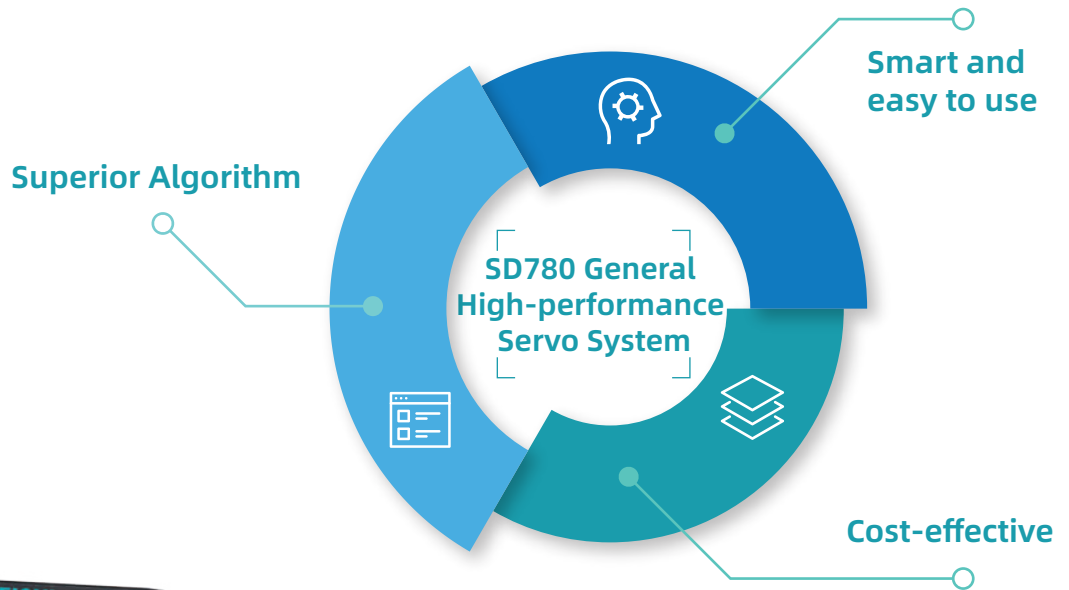 Smart and
easy to use
Superior Algorithm
SD780 General
High-performance
Servo System
Cost-effective